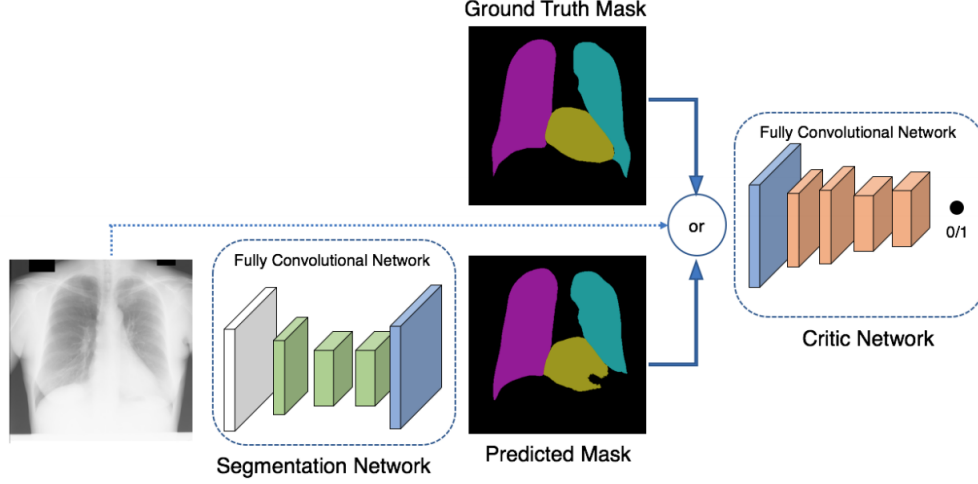 Ground Truth Mask
Fully Convolutional Network
or
0/1
Fully Convolutional Network
Critic Network
Segmentation Network
Predicted Mask